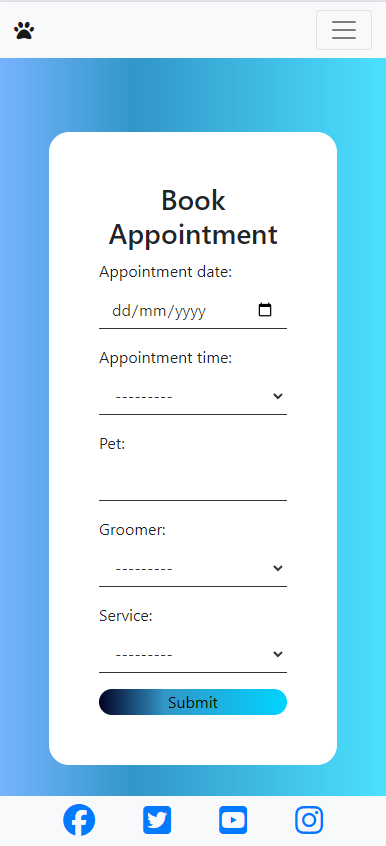 Book
Appointment
Appointment date:
dd/mm/yyyy
Appointment time:
---------
Pet:
Groomer:
---------
Service:
---------
Submit